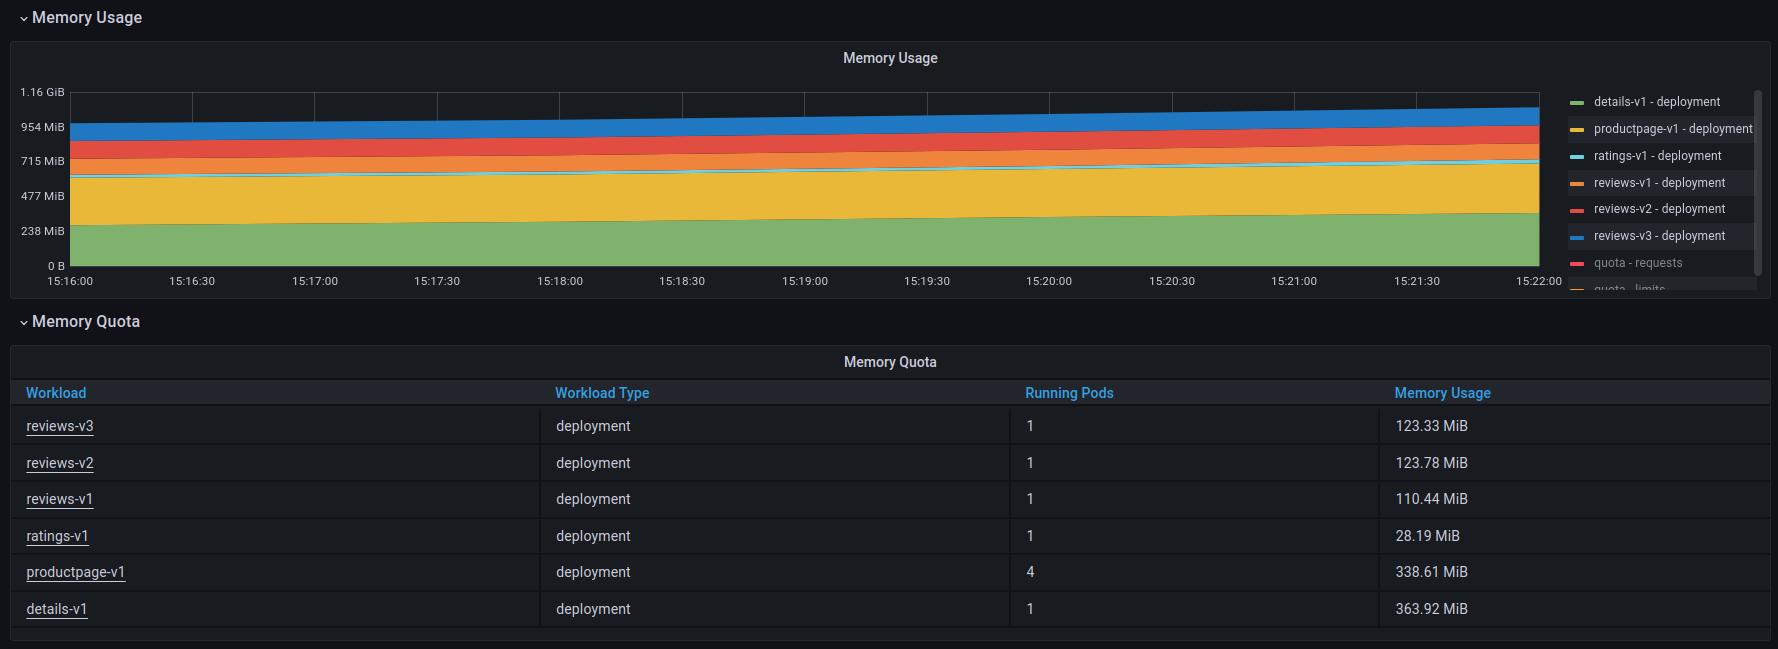 Memory Usage
Memory Usage
1.16 GiB
954 MiB
715 MiB
477 MiB
238 MiB
0 B
15:16:00 15:16:30 15:17:00 15:17:30 15:18:00 15:18:30 15:19:00 15:19:30 15:20:00 15:20:30 15:21:00 15:21:30 15:22:00
details-v1 - deployment
productpage-v1 - deployment
ratings-v1 - deployment
reviews-v1 - deployment
reviews-v2 - deployment
reviews-v3 - deployment
quota - requests
quota - limits
Memory Quota
Memory Quota
Workload Workload Type Running Pods Memory Usage
reviews-v3 deployment 1 123.33 MiB
reviews-v2 deployment 1 123.78 MiB
reviews-v1 deployment 1 110.44 MiB
ratings-v1 deployment 1 28.19 MiB
productpage-v1 deployment 4 338.61 MiB
details-v1 deployment 1 363.92 MiB